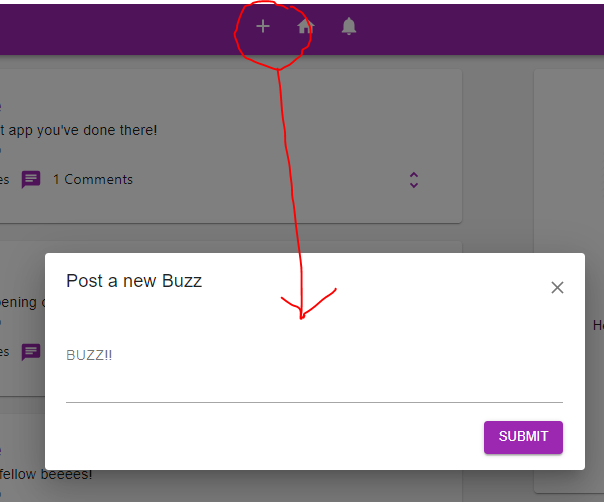 t app you've done there!
es 1 Comments
Post a new Buzz
pening
es
BUZZ!!
He
SUBMIT
fellow beeees!